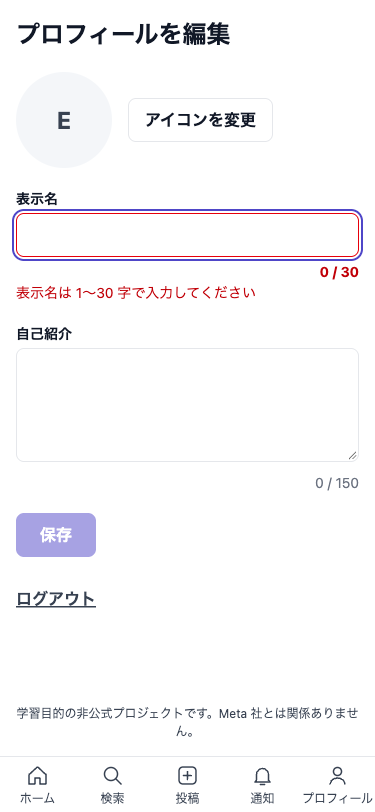 プロフィールを編集
E
アイコンを変更
表示名
0 / 30
表示名は 1〜30 字で入力してください
自己紹介
0 / 150
保存
ログアウト
学習目的の非公式プロジェクトです。Meta 社とは関係ありませ
ん。
ホーム
検索
投稿
通知
プロフィール